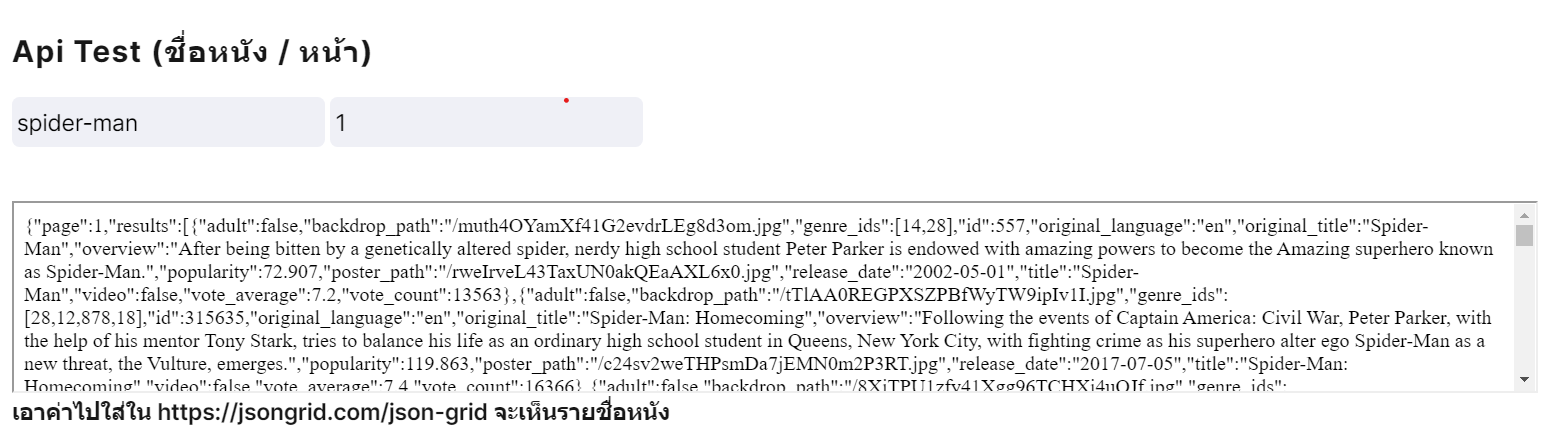 Api Test (ชื่อหนัง / หน้า)
spider-man
1
{"page":1,"results":[{"adult":false,"backdrop_path":"/muth4OYamXf41G2evdrLEg8d3om.jpg","genre_ids":[14,28],"id":557,"original_language":"en","original_title":"Spider-
Man","overview":"After being bitten by a genetically altered spider, nerdy high school student Peter Parker is endowed with amazing powers to become the Amazing superhero known
as Spider-Man.","popularity":72.907,"poster_path":"/rweIrveL43TaxUN0akQEaAXL6x0.jpg","release_date":"2002-05-01","title":"Spider-
Man","video":false,"vote_average":7.2,"vote_count":13563},{"adult":false,"backdrop_path":"/tTlAA0REGPXSZPBfWyTW9ipIv1I.jpg","genre_ids":
[28,12,878,18],"id":315635,"original_language":"en","original_title":"Spider-Man: Homecoming","overview":"Following the events of Captain America: Civil War, Peter Parker, with
the help of his mentor Tony Stark, tries to balance his life as an ordinary high school student in Queens, New York City, with fighting crime as his superhero alter ego Spider-Man as a
new threat, the Vulture, emerges.","popularity":119.863,"poster_path":"/c24sv2weTHPsmDa7jEMN0m2P3RT.jpg","release_date":"2017-07-05","title":"Spider-Man:
Homecoming","video":false,"vote_average":7.4,"vote_count":16366},{"adult":false,"backdrop_path":"/8XiTPU1zfy41Xgg96TCHXi4uOJf.jpg","genre_ids":
เอาค่าไปใส่ใน https://jsongrid.com/json-grid จะเห็นรายชื่อหนัง